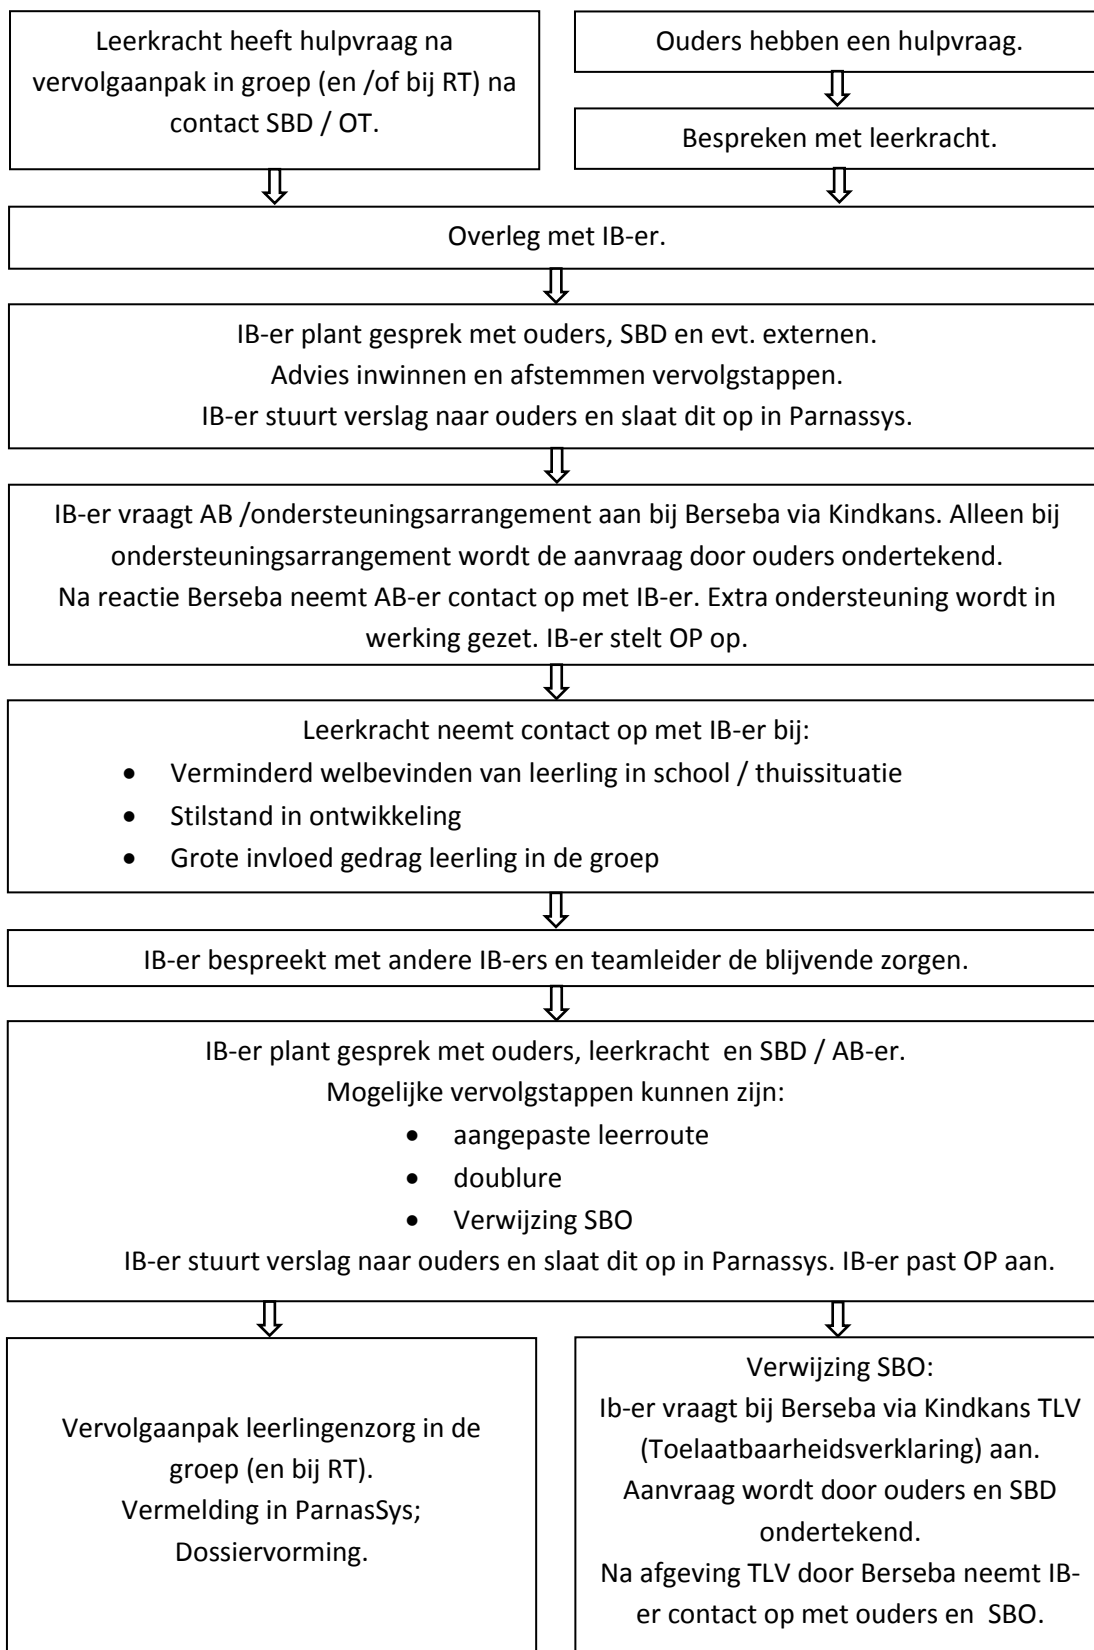 Leerkracht heeft hulpvraag na
vervolgaanpak in groep (en /of bij RT) na
contact SBD / OT.
Ouders hebben een hulpvraag.
Bespreken met leerkracht.
Overleg met IB-er.
IB-er plant gesprek met ouders, SBD en evt. externen.
Advies inwinnen en afstemmen vervolgstappen.
IB-er stuurt verslag naar ouders en slaat dit op in Parnassys.
IB-er vraagt AB /ondersteuningsarrangement aan bij Berseba via Kindkans. Alleen bij
ondersteuningsarrangement wordt de aanvraag door ouders ondertekend.
Na reactie Berseba neemt AB-er contact op met IB-er. Extra ondersteuning wordt in
werking gezet. IB-er stelt OP op.
Leerkracht neemt contact op met IB-er bij:
• Verminderd welbevinden van leerling in school / thuissituatie
• Stilstand in ontwikkeling
• Grote invloed gedrag leerling in de groep
IB-er bespreekt met andere IB-ers en teamleider de blijvende zorgen.
IB-er plant gesprek met ouders, leerkracht  en SBD / AB-er.
Mogelijke vervolgstappen kunnen zijn:
• aangepaste leerroute
• doublure
• Verwijzing SBO
IB-er stuurt verslag naar ouders en slaat dit op in Parnassys. IB-er past OP aan.
Vervolgaanpak leerlingenzorg in de
groep (en bij RT).
Vermelding in ParnasSys;
Dossiervorming.
Verwijzing SBO:
Ib-er vraagt bij Berseba via Kindkans TLV
(Toelaatbaarheidsverklaring) aan.
Aanvraag wordt door ouders en SBD
ondertekend.
Na afgeving TLV door Berseba neemt IB-
er contact op met ouders en  SBO.